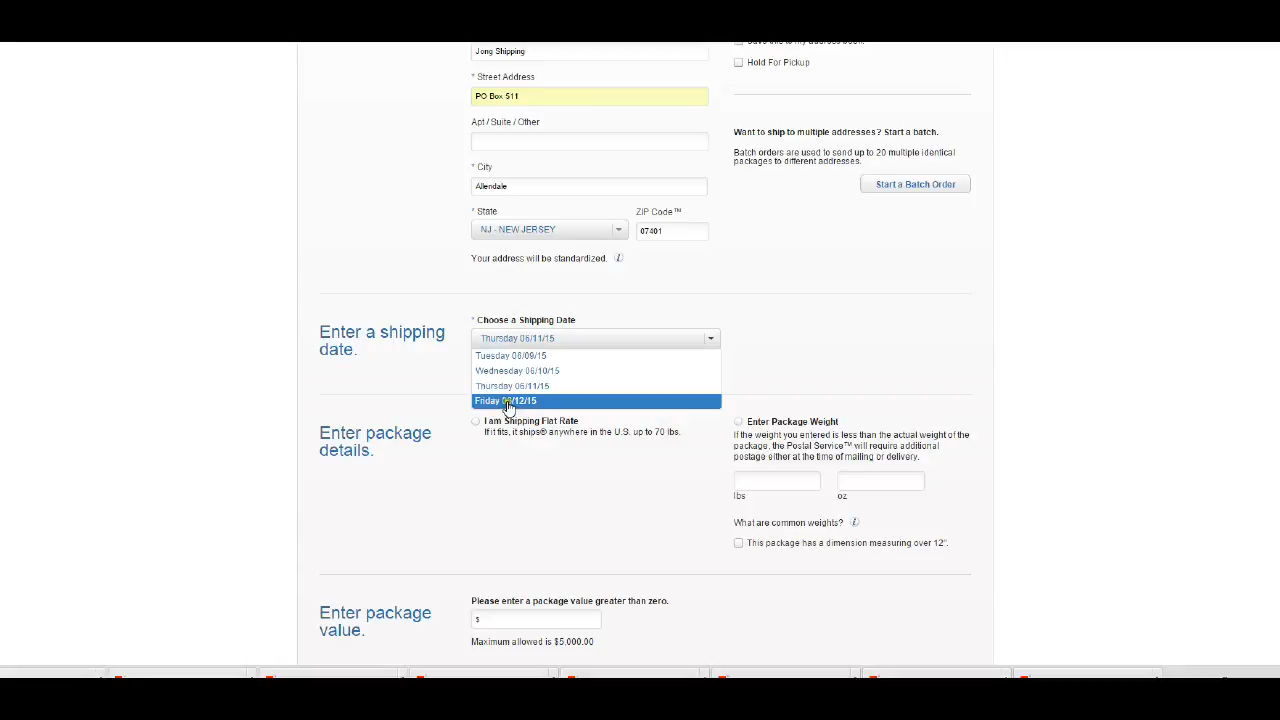 Jong Shipping
* Street Address
PO Box 511
Apt / Suite / Other
* City
Allendale
* State
ZIP Code™
NJ - NEW JERSEY
07401
Your address will be standardized. i
Hold For Pickup
Want to ship to multiple addresses? Start a batch.
Batch orders are used to send up to 20 multiple identical
packages to different addresses.
Start a Batch Order
Enter a shipping
date.
* Choose a Shipping Date
Thursday 06/11/15
Tuesday 06/09/15
Wednesday 06/10/15
Thursday 06/11/15
Friday 06/12/15
Enter package
details.
I am Shipping Flat Rate
If it fits, it ships® anywhere in the U.S. up to 70 lbs.
Enter Package Weight
If the weight you entered is less than the actual weight of the
package, the Postal Service™ will require additional
postage either at the time of mailing or delivery.
lbs
oz
What are common weights? i
This package has a dimension measuring over 12".
Enter package
value.
Please enter a package value greater than zero.
$
Maximum allowed is $5,000.00